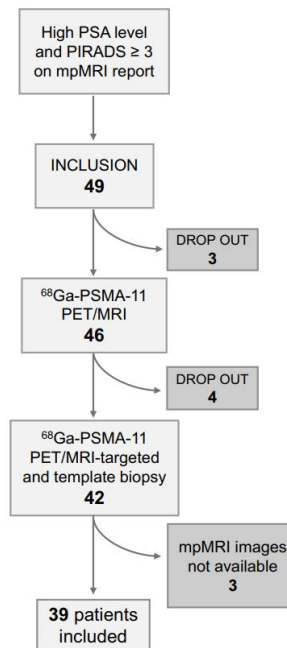 High PSA level
and PIRADS ≥ 3
on mpMRI report
INCLUSION
49
DROP OUT
3
⁶⁸Ga-PSMA-11
PET/MRI
46
DROP OUT
4
⁶⁸Ga-PSMA-11
PET/MRI-targeted
and template biopsy
42
mpMRI images
not available
3
39 patients
included